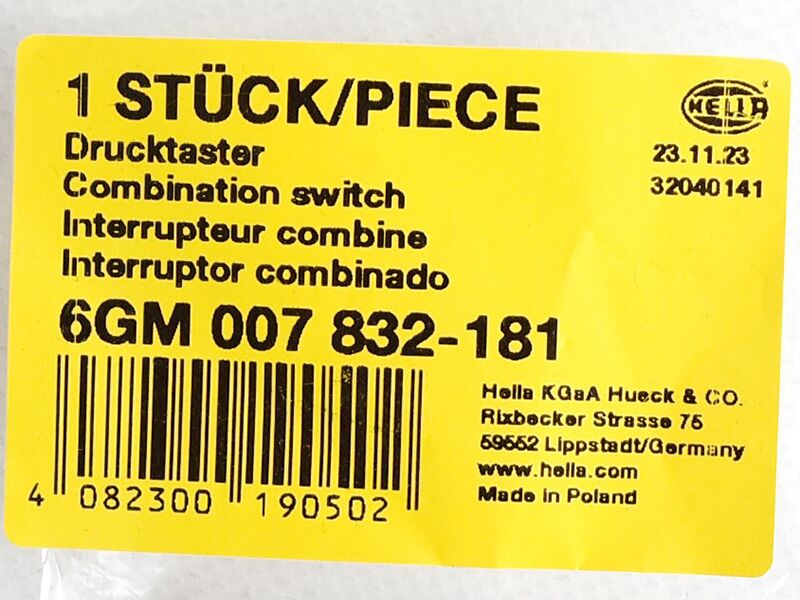 1 STÜCK/PIECE
HELLA
Drucktaster
23.11.23
Combination switch
32040141
Interrupteur combine
Interruptor combinado
6GM 007 832-181
Hella KGaA Hueck & CO.
Rixbecker Strasse 75
59552 Lippstadt/Germany
www.hella.com
Made in Poland
4 082300 190502